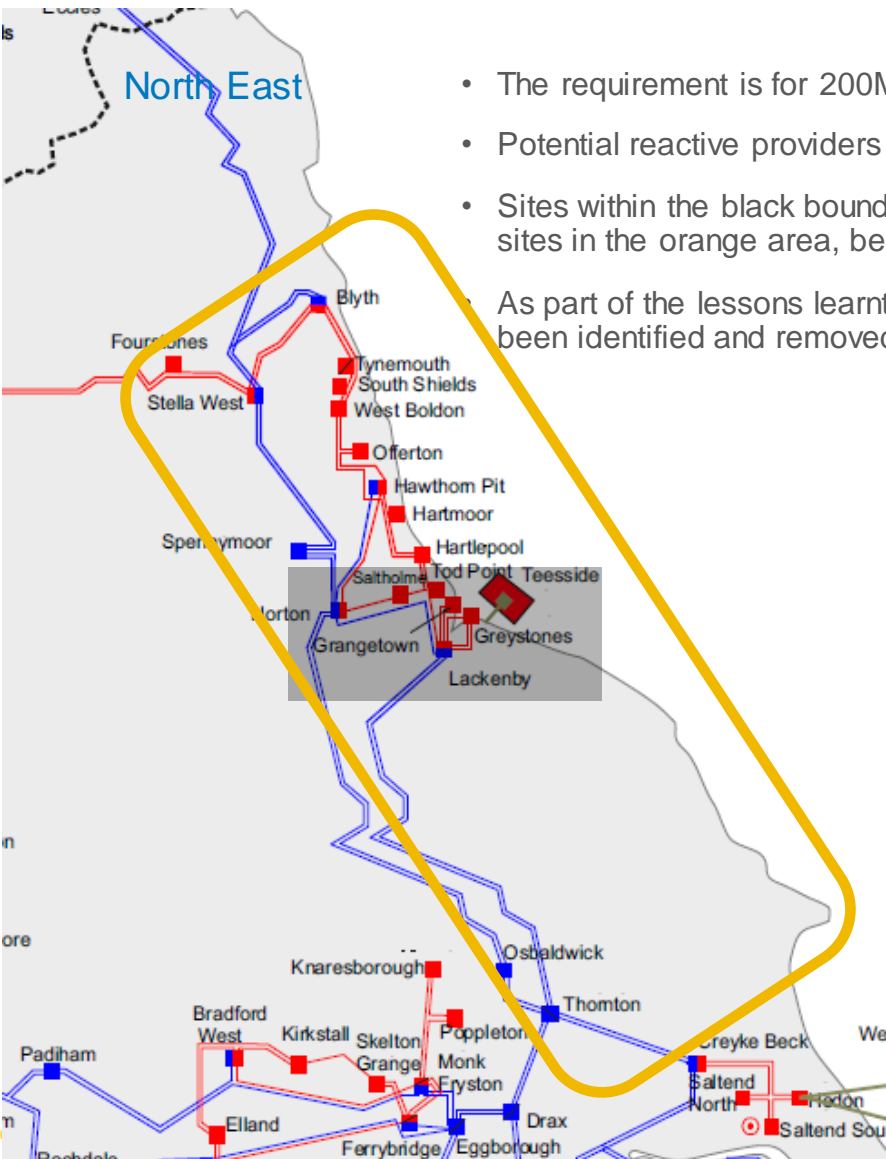 Eccles
North East
• The requirement is for 200M
• Potential reactive providers
• Sites within the black bound
sites in the orange area, be
• As part of the lessons learnt
been identified and removed
Blyth
Fourstones
Tynemouth
South Shields
Stella West
West Boldon
Offerton
Hawthorn Pit
Hartmoor
Spennymoor
Hartlepool
Saltholme
Tod Point
Teesside
Norton
Grangetown
Greystones
Lackenby
ore
Osbaldwick
Knaresborough
Thornton
Bradford
West
Kirkstall
Skelton
Grange
Poppleton
Monk
Fryston
Creyke Beck
We
Padiham
Saltend
North
Hedon
Elland
Drax
Saltend Sou
Ferrybridge
Eggborough
Rochdale